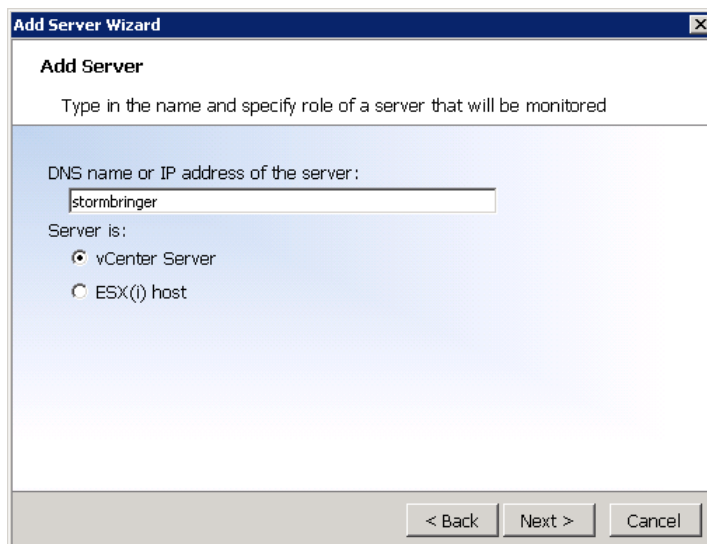 Add Server Wizard
Add Server
Type in the name and specify role of a server that will be monitored
DNS name or IP address of the server:
stormbringer
Server is:
vCenter Server
ESX(i) host
< Back Next > Cancel